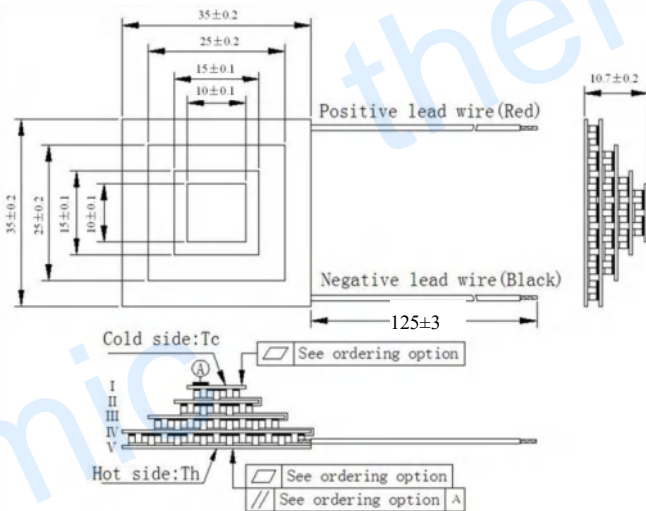 35±0.2
25±0.2
15±0.1
10±0.1
10.7±0.2
Positive lead wire(Red)
35±0.2
25±0.2
15±0.1
10±0.1
Negative lead wire(Black)
125±3
Cold side:Tc
See ordering option
A
I
II
III
IV
V
Hot side:Th
See ordering option
// See ordering option A
ther
mic